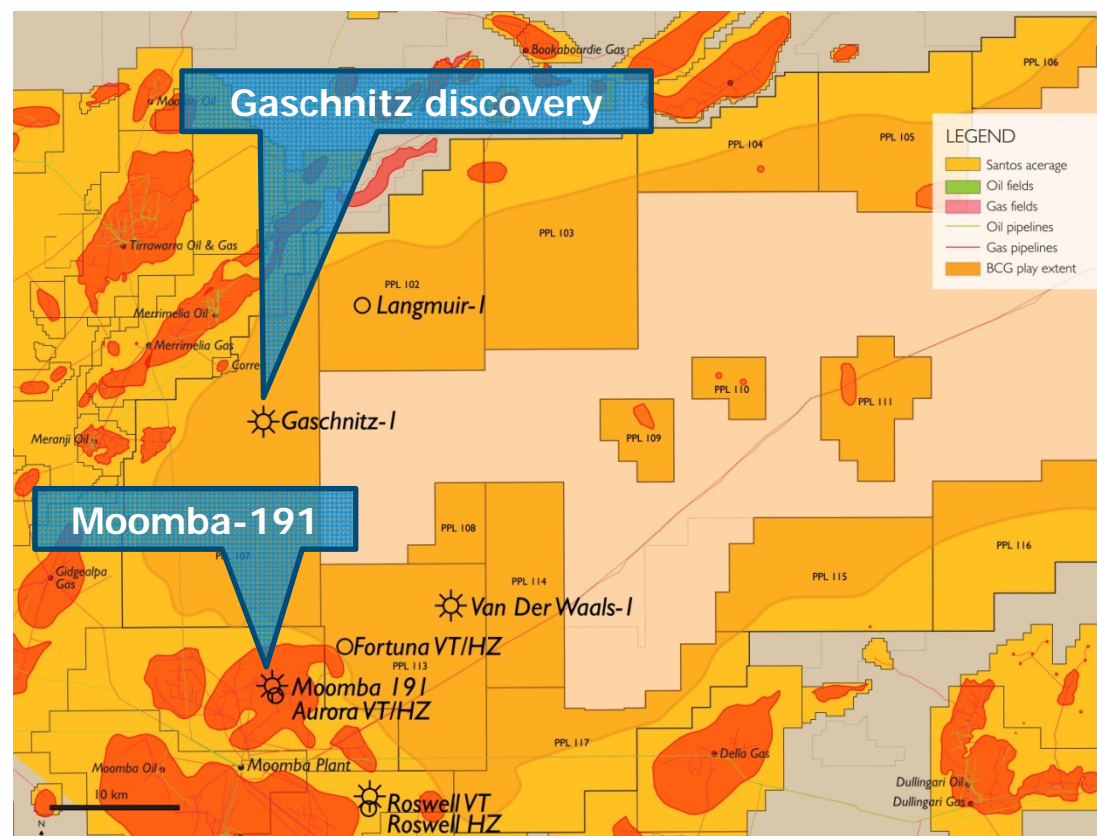 Bookabourdie Gas
PPL 106
Gaschnitz discovery
PPL 104
PPL 105
LEGEND
Santos acerage
Oil fields
Gas fields
Oil pipelines
Gas pipelines
BCG play extent
PPL 103
Tirrawarra Oil & Gas
PPL 102
Langmuir-1
Merrimelia Oil
Merrimelia Gas
PPL 110
PPL 111
Gaschnitz-1
PPL 109
Meranji Oil
Moomba-191
PPL 108
PPL 107
PPL 116
Gidgealpa
Gas
PPL 114
PPL 115
Van Der Waals-1
Fortuna VT/HZ
PPL 113
Moomba 191
Aurora VT/HZ
PPL 117
Della Gas
Moomba Oil
Moomba Plant
Dullingari Oil
Dullingari Gas
10 km
Roswell VT
Roswell HZ
N